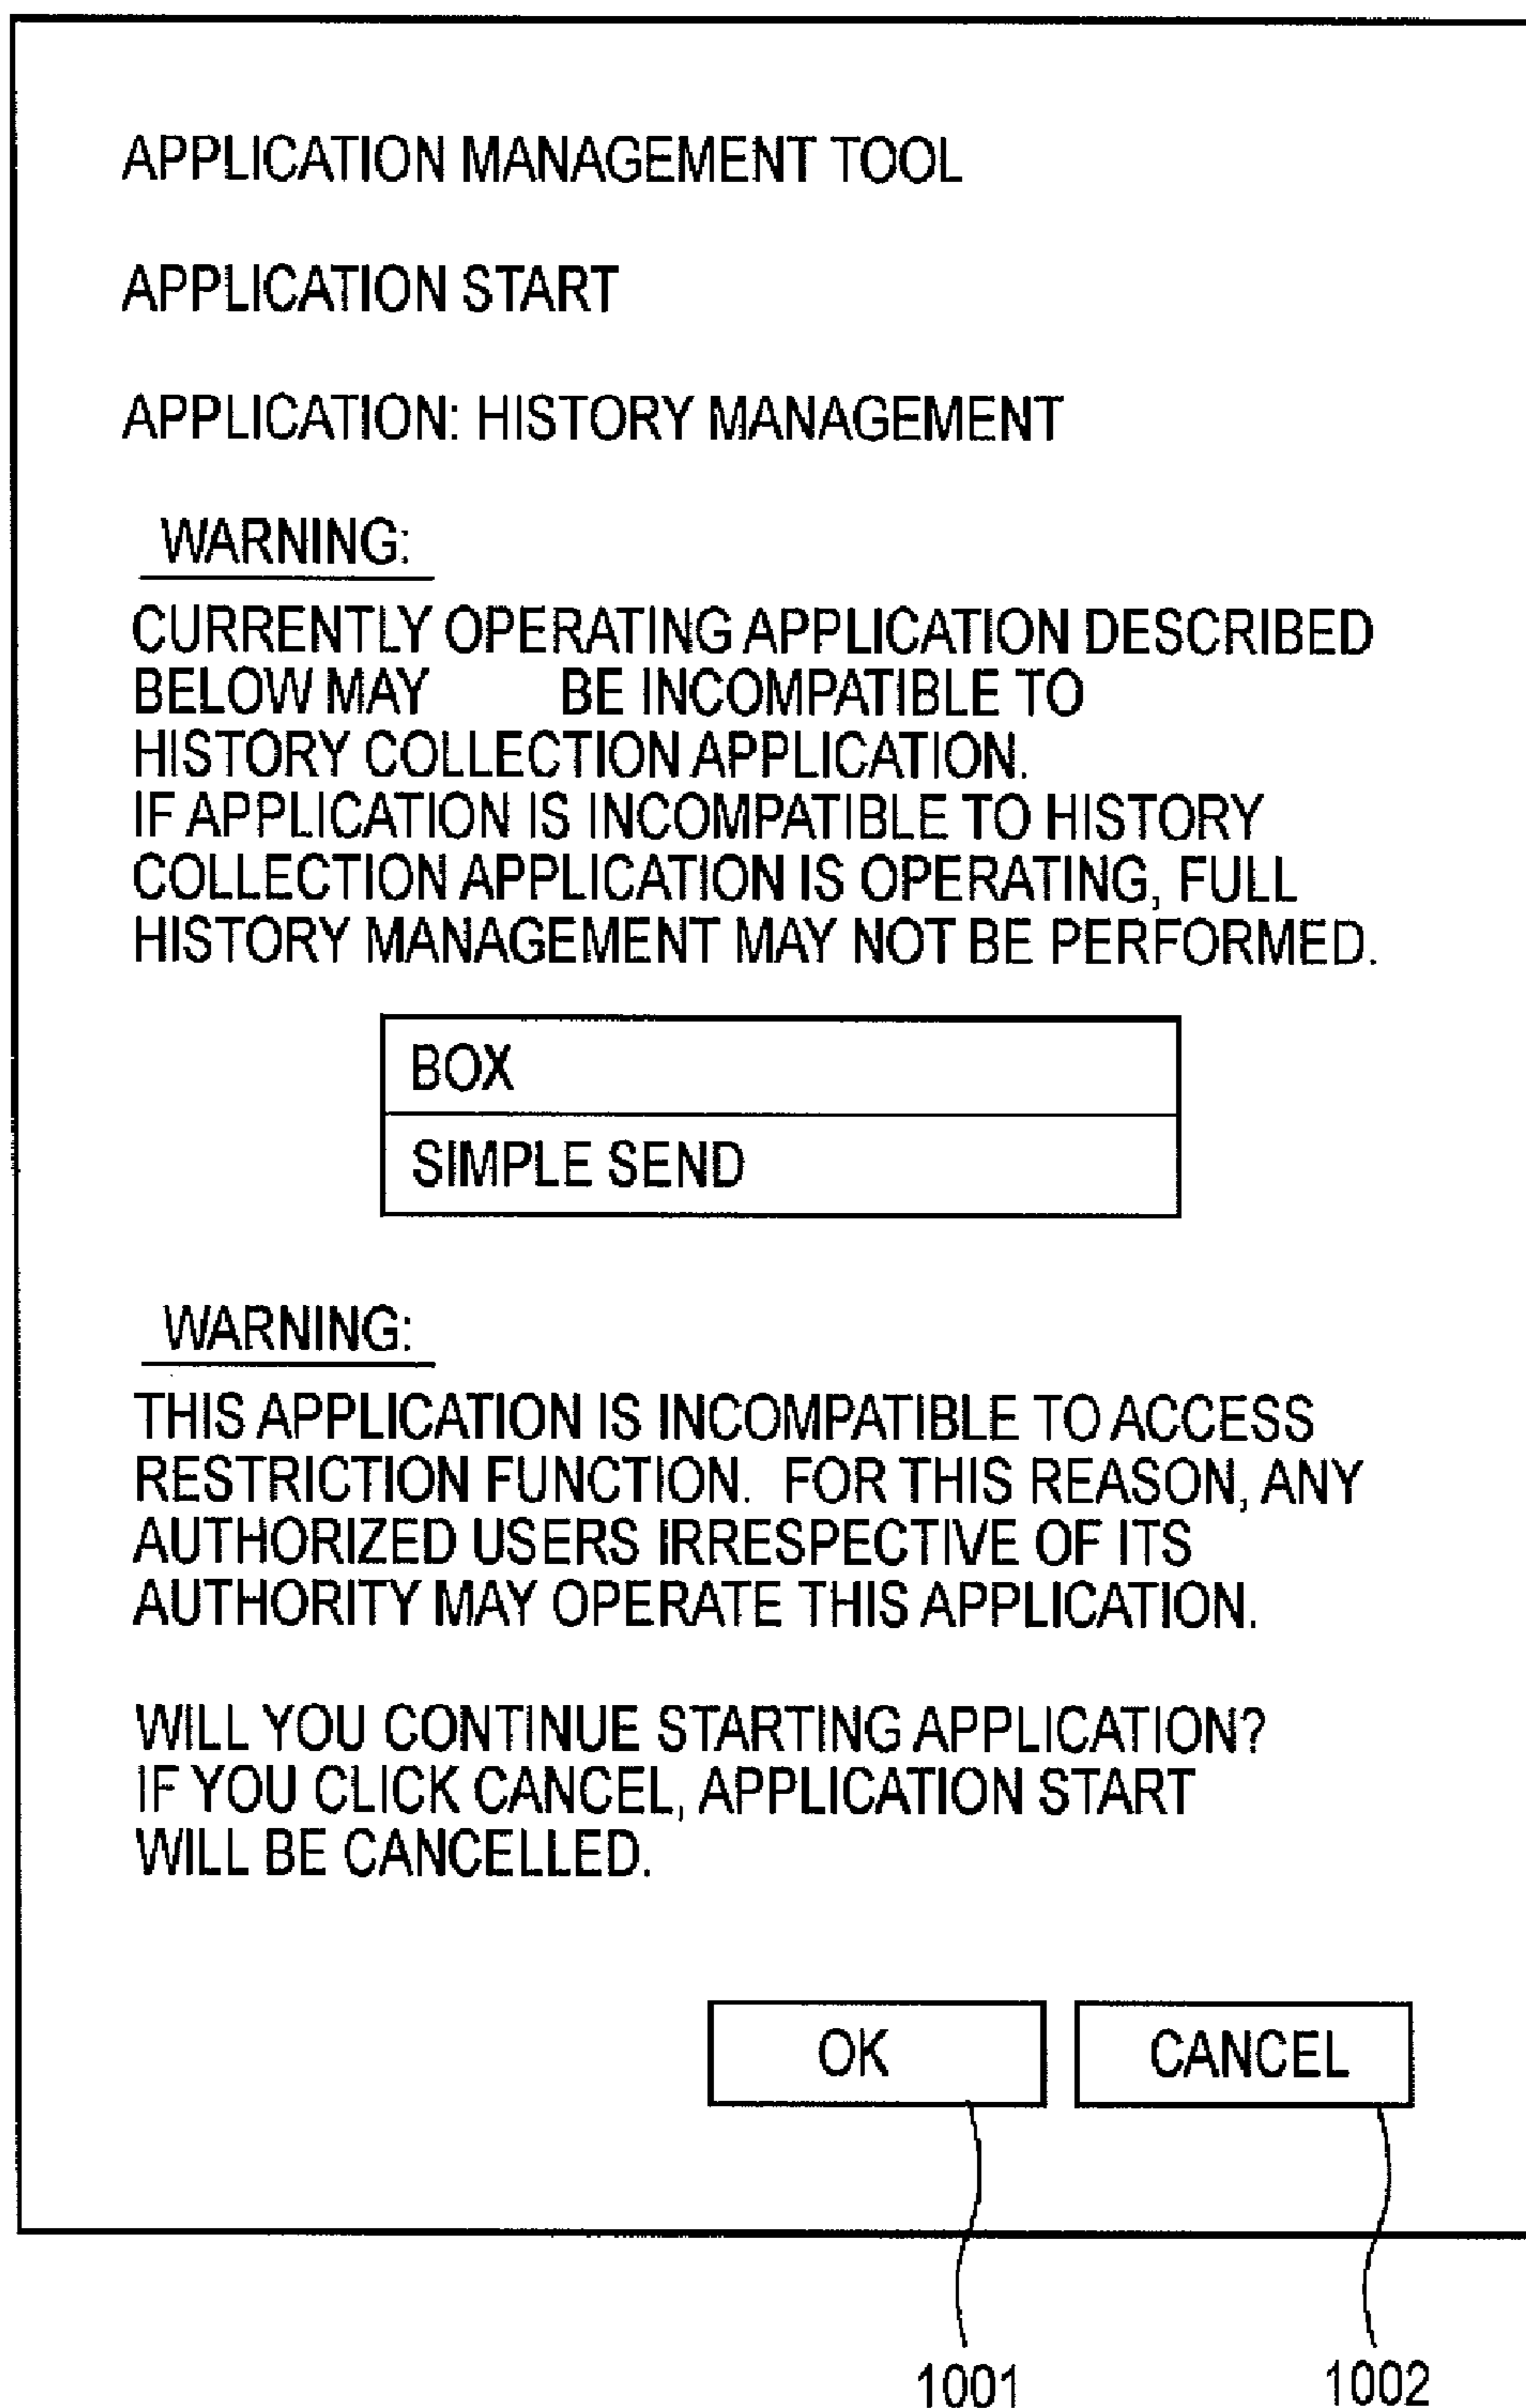 APPLICATION MANAGEMENT TOOL
APPLICATION START
APPLICATION: HISTORY MANAGEMENT
WARNING:
CURRENTLY OPERATING APPLICATION DESCRIBED
BELOW MAY BE INCOMPATIBLE TO
HISTORY COLLECTION APPLICATION.
IF APPLICATION IS INCOMPATIBLE TO HISTORY
COLLECTION APPLICATION IS OPERATING, FULL
HISTORY MANAGEMENT MAY NOT BE PERFORMED.
BOX
SIMPLE SEND
WARNING:
THIS APPLICATION IS INCOMPATIBLE TO ACCESS
RESTRICTION FUNCTION. FOR THIS REASON, ANY
AUTHORIZED USERS IRRESPECTIVE OF ITS
AUTHORITY MAY OPERATE THIS APPLICATION.
WILL YOU CONTINUE STARTING APPLICATION?
IF YOU CLICK CANCEL, APPLICATION START
WILL BE CANCELLED.
OK CANCEL
1001 1002